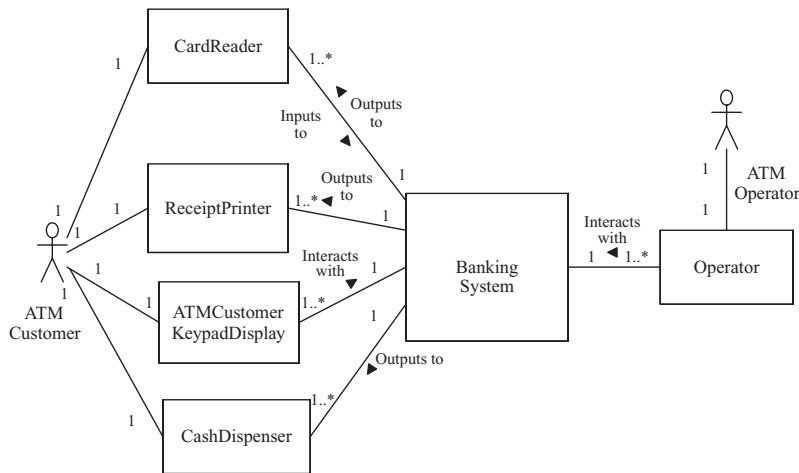 CardReader
1
1..*
Outputs
to
Inputs
to
1
ATM
Operator
1
1
ReceiptPrinter
1
1..*
Outputs
to
1
1
1
Banking
System
Interacts
with
1
1..*
Operator
ATM
Customer
1
1
ATMCustomer
KeypadDisplay
1
1..*
Interacts
with
1
CashDispenser
1
1..*
Outputs to
1